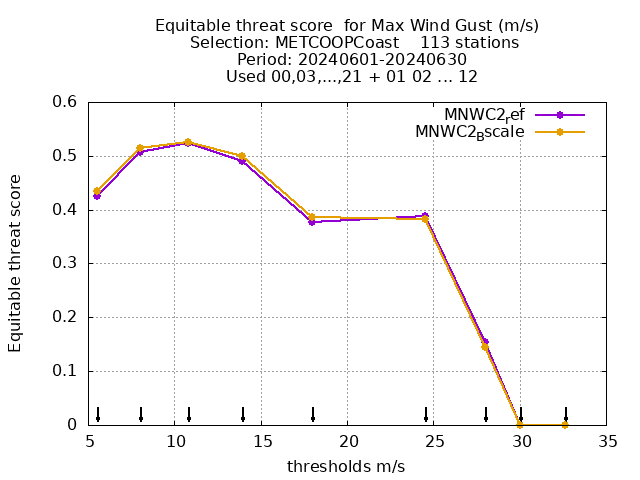 Equitable threat score  for Max Wind Gust (m/s)
Selection: METCOOPCoast    113 stations
Period: 20240601-20240630
Used 00,03,...,21 + 01 02 ... 12
MNWC2_ref
MNWC2_Bscale
Equitable threat score
0.6
0.5
0.4
0.3
0.2
0.1
0
5 10 15 20 25 30 35
thresholds m/s